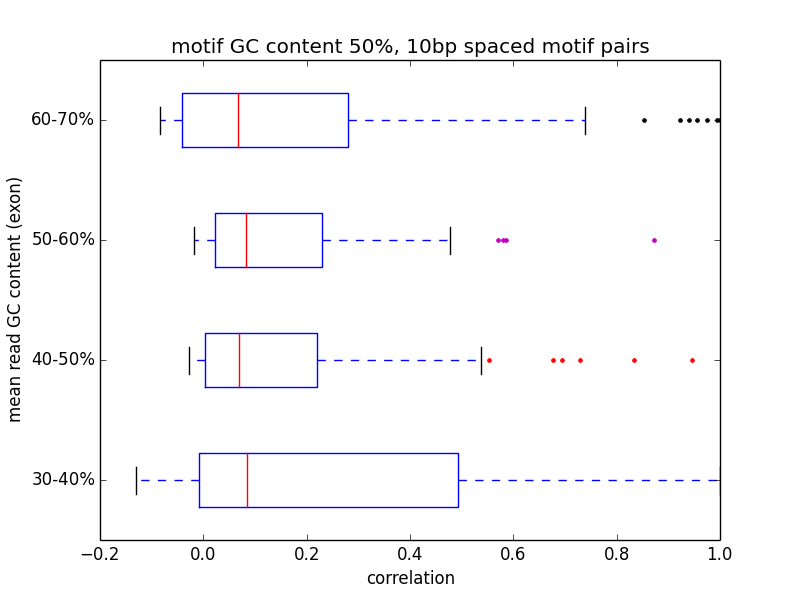 motif GC content 50%, 10bp spaced motif pairs
mean read GC content (exon)
60-70%
50-60%
40-50%
30-40%
−0.2 0.0 0.2 0.4 0.6 0.8 1.0
correlation